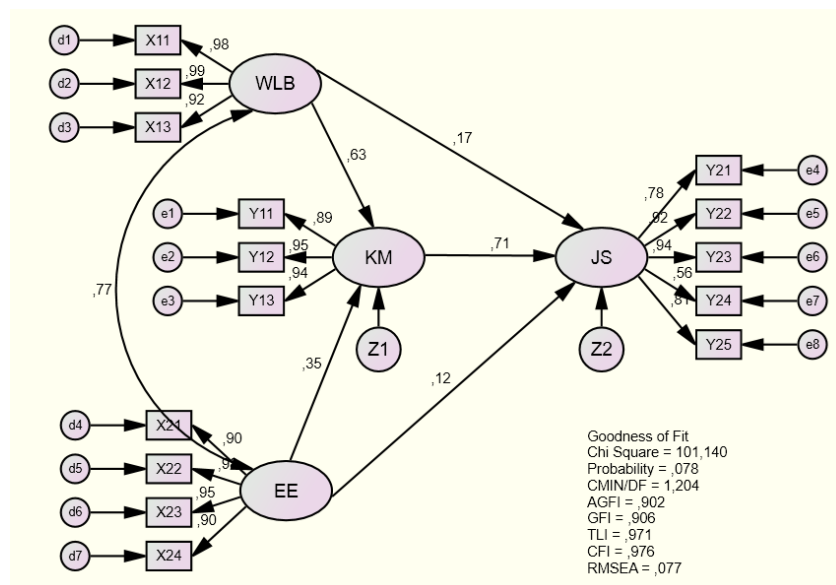 d1
X11
,98
d2
X12
,99
WLB
d3
X13
,92
,17
,63
Y21
e4
,78
e1
Y11
,89
Y22
e5
,92
e2
Y12
,95
KM
,71
JS
,94
Y23
e6
e3
Y13
,94
,56
Y24
e7
,77
,81
Z1
Z2
Y25
e8
,35
,12
d4
X21
,90
d5
X22
EE
d6
X23
,95
d7
X24
,90
Goodness of Fit
Chi Square = 101,140
Probability = ,078
CMIN/DF = 1,204
AGFI = ,902
GFI = ,906
TLI = ,971
CFI = ,976
RMSEA = ,077